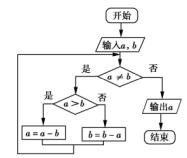 开始
输入a, b
a ≠ b
是
否
a > b
是
否
输出a
a = a − b
b = b − a
结束